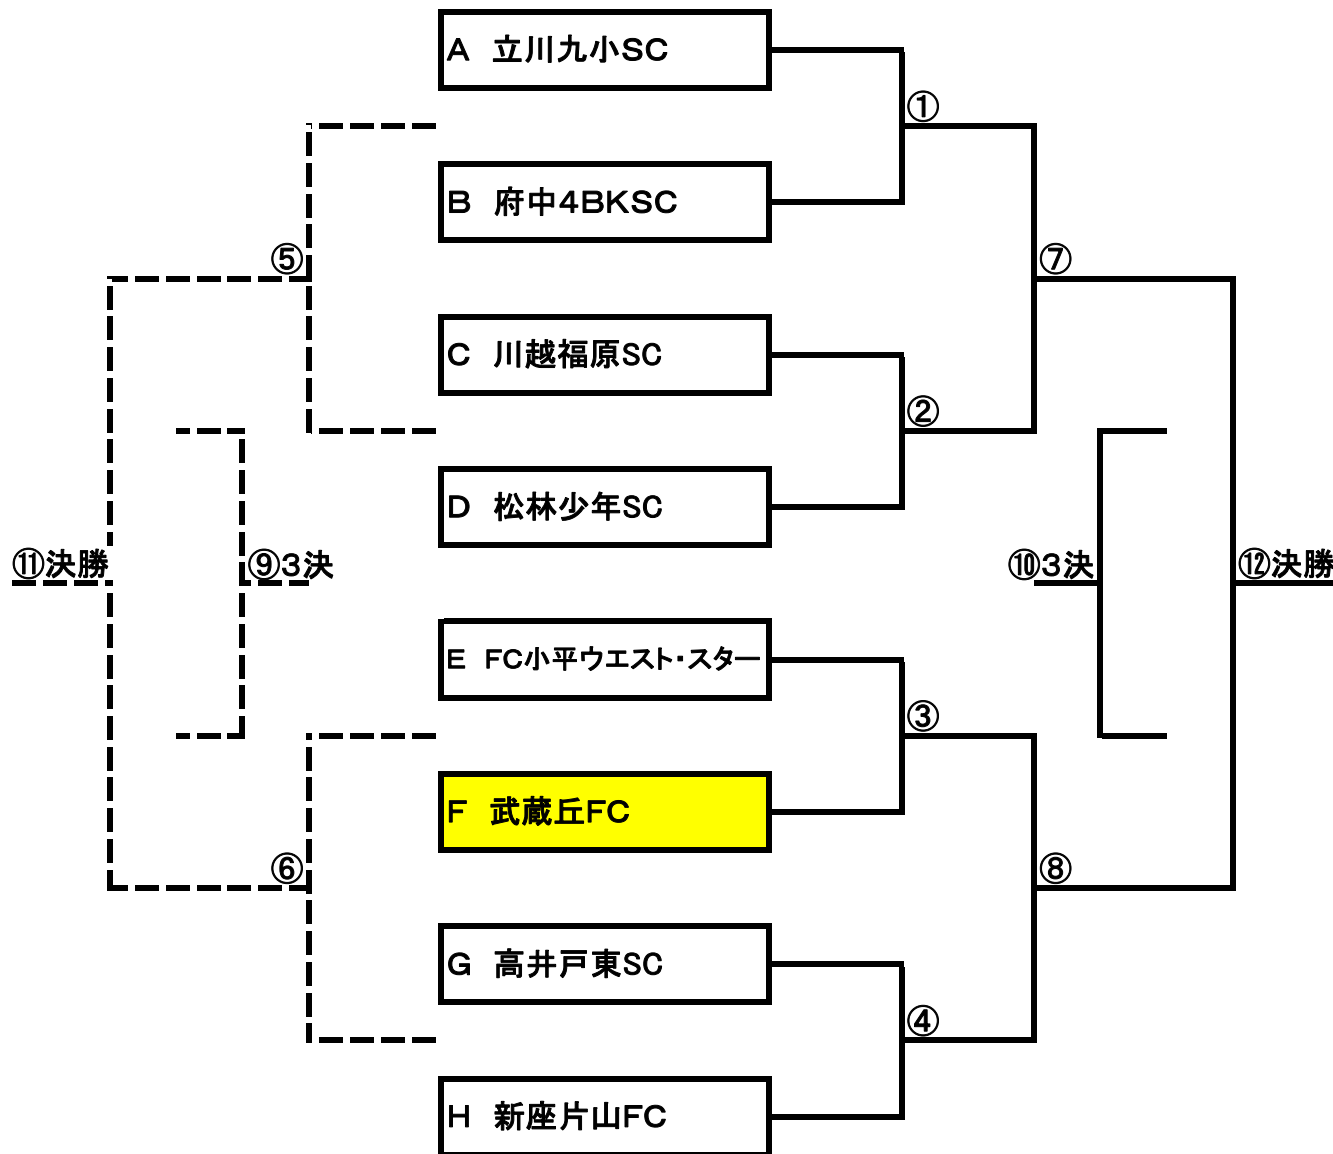 A 立川九小SC
①
B 府中4BKSC
⑤
⑦
C 川越福原SC
②
D 松林少年SC
⑪決勝
⑨3決
⑩3決
⑫決勝
E FC小平ウエスト・スター
③
F 武蔵丘FC
⑥
⑧
G 高井戸東SC
④
H 新座片山FC